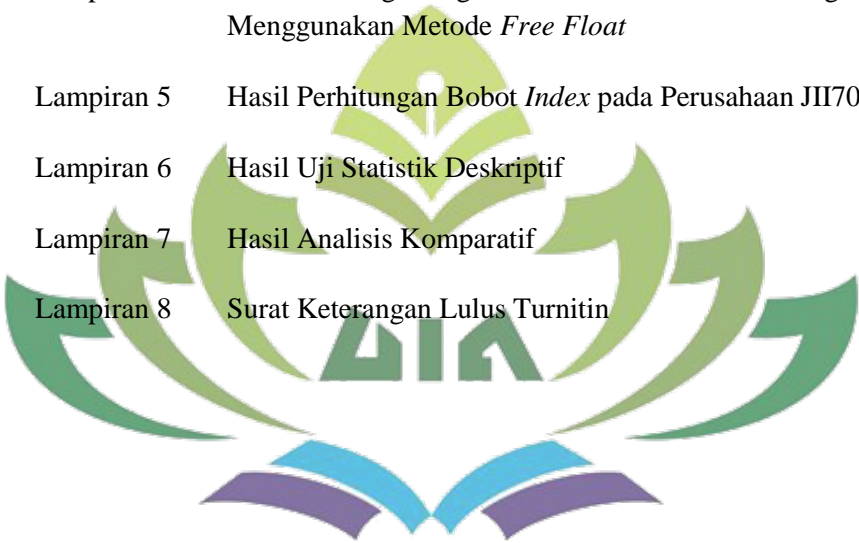 Menggunakan Metode Free Float
Lampiran 5 Hasil Perhitungan Bobot Index pada Perusahaan JII70
Lampiran 6 Hasil Uji Statistik Deskriptif
Lampiran 7 Hasil Analisis Komparatif
Lampiran 8 Surat Keterangan Lulus Turnitin
UIN